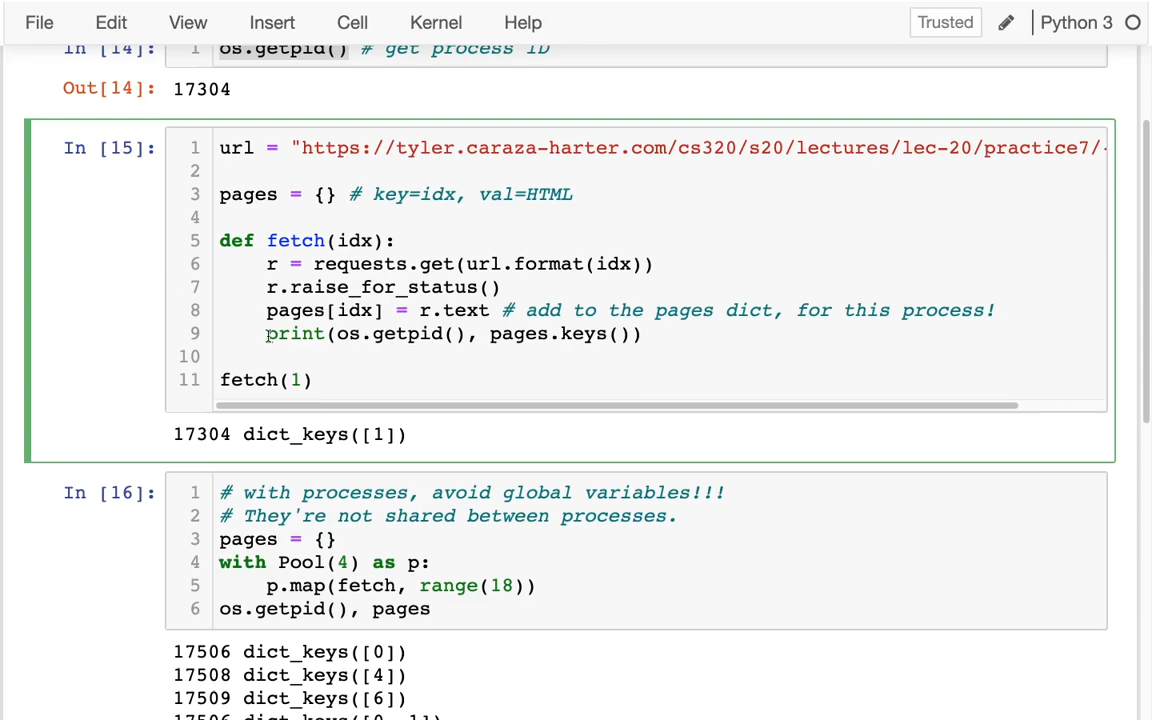 File Edit View Insert Cell Kernel Help Trusted Python 3
In [14]: 1 os.getpid() # get process ID
Out[14]: 17304
In [15]: 1 url = "https://tyler.caraza-harter.com/cs320/s20/lectures/lec-20/practice7/
2
3 pages = {} # key=idx, val=HTML
4
5 def fetch(idx):
6 r = requests.get(url.format(idx))
7 r.raise_for_status()
8 pages[idx] = r.text # add to the pages dict, for this process!
9 print(os.getpid(), pages.keys())
10
11 fetch(1)
17304 dict_keys([1])
In [16]: 1 # with processes, avoid global variables!!!
2 # They're not shared between processes.
3 pages = {}
4 with Pool(4) as p:
5 p.map(fetch, range(18))
6 os.getpid(), pages
17506 dict_keys([0])
17508 dict_keys([4])
17509 dict_keys([6])
17506 dict_keys([0, 1])